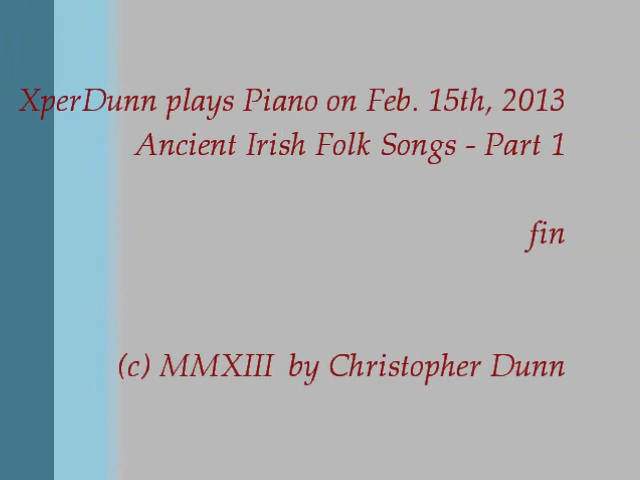 XperDunn plays Piano on Feb. 15th, 2013
Ancient Irish Folk Songs - Part 1
fin
(c) MMXIII by Christopher Dunn